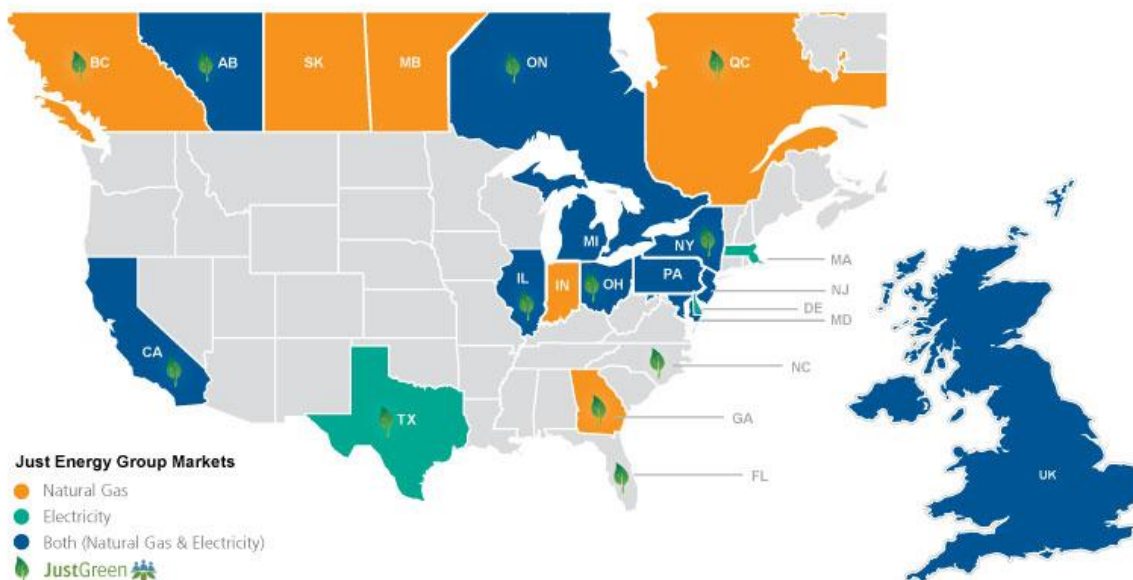 BC
AB
SK
MB
ON
QC
MI
NY
MA
IL
IN
OH
PA
NJ
DE
MD
CA
NC
TX
GA
FL
UK
Just Energy Group Markets
Natural Gas
Electricity
Both (Natural Gas & Electricity)
JustGreen